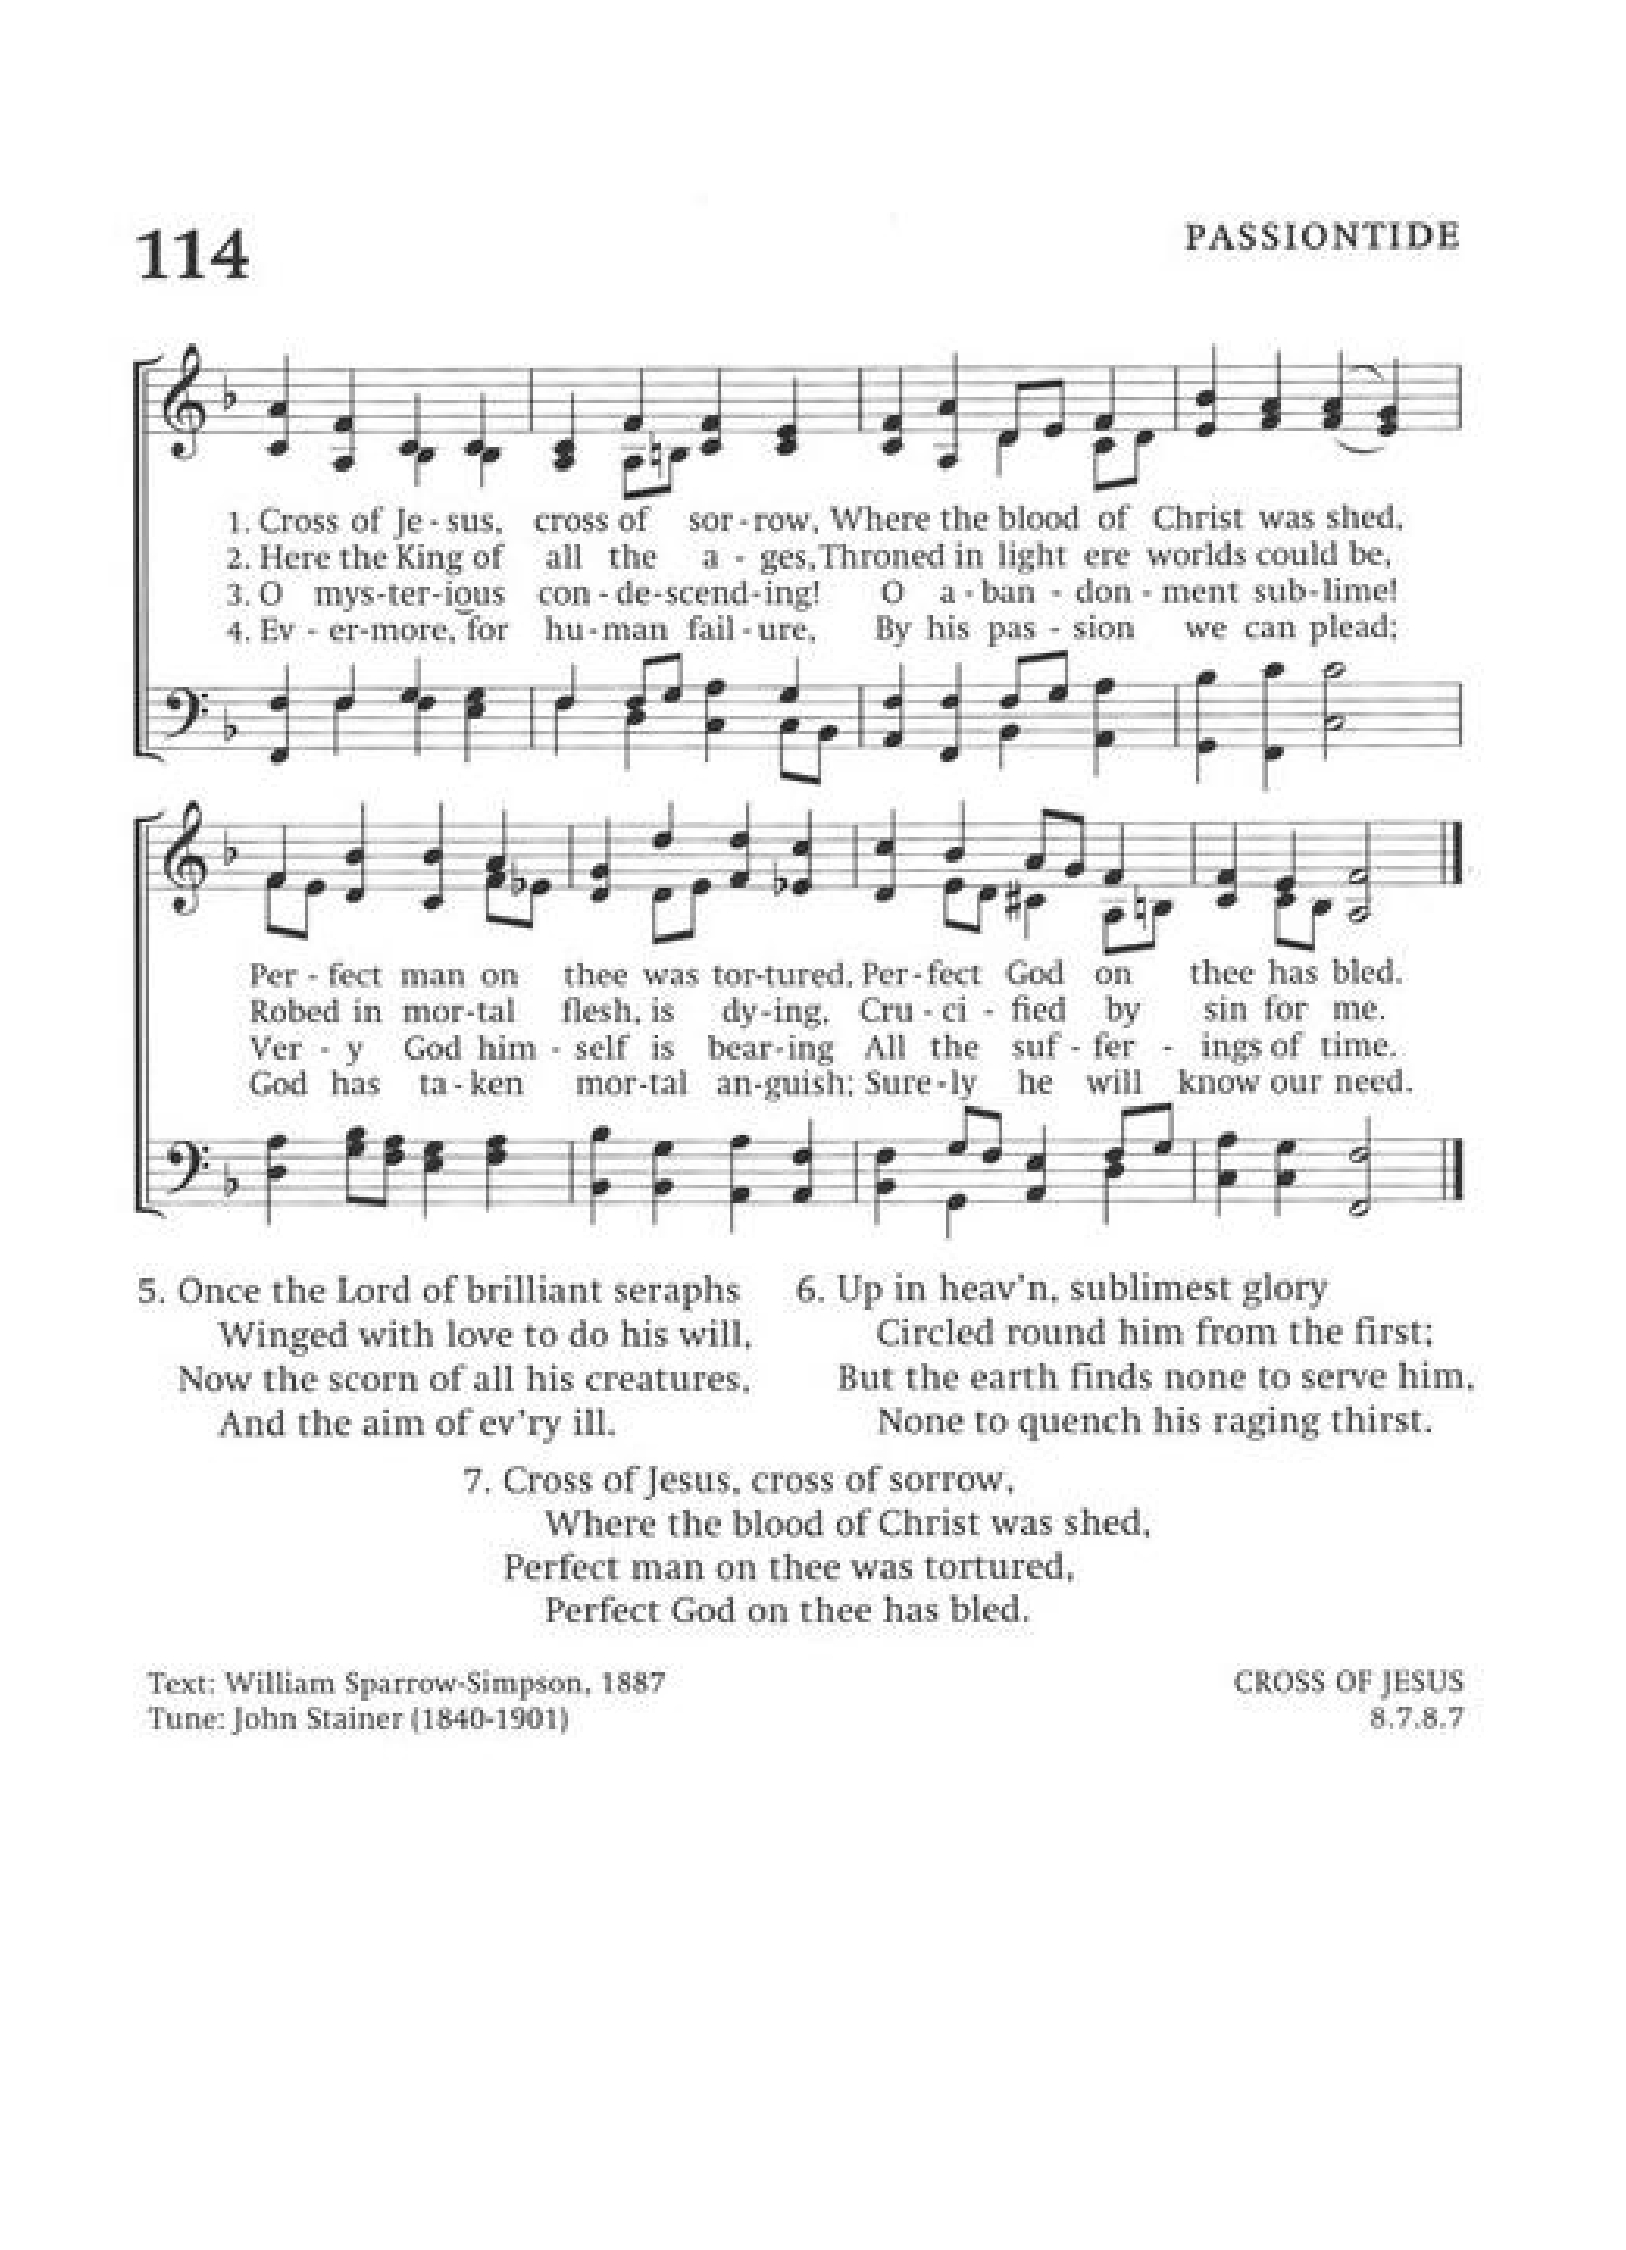 114
PASSIONTIDE
1. Cross of Je - sus, cross of sor - row, Where the blood of Christ was shed,
2. Here the King of all the a - ges, Throned in light ere worlds could be,
3. O mys-ter-ious con - de-scend-ing! O a - ban - don - ment sub-lime!
4. Ev - er-more, for hu-man fail - ure, By his pas - sion we can plead;
Per - fect man on thee was tor-tured, Per-fect God on thee has bled.
Robed in mor-tal flesh, is dy-ing, Cru - ci - fied by sin for me.
Ver - y God him - self is bear-ing All the suf - fer - ings of time.
God has ta - ken mor-tal an-guish; Sure-ly he will know our need.
5. Once the Lord of brilliant seraphs
Winged with love to do his will,
Now the scorn of all his creatures,
And the aim of ev'ry ill.
6. Up in heav'n, sublimest glory
Circled round him from the first;
But the earth finds none to serve him,
None to quench his raging thirst.
7. Cross of Jesus, cross of sorrow,
Where the blood of Christ was shed,
Perfect man on thee was tortured,
Perfect God on thee has bled.
Text: William Sparrow-Simpson, 1887
Tune: John Stainer (1840-1901)
CROSS OF JESUS
8.7.8.7